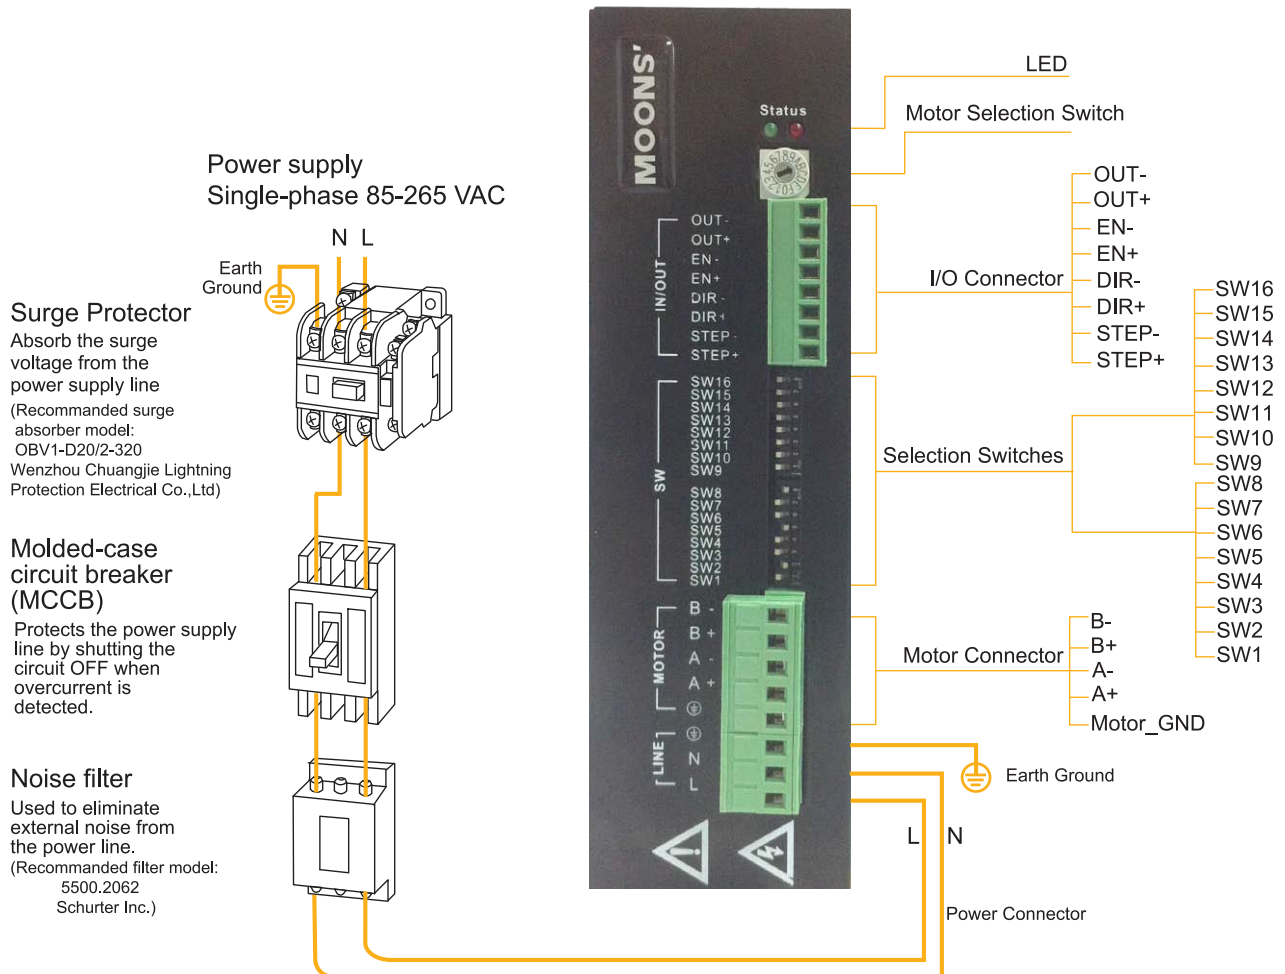 Power supply
Single-phase 85-265 VAC
N L
Earth
Ground
Surge Protector
Absorb the surge
voltage from the
power supply line
(Recommanded surge
absorber model:
OBV1-D20/2-320
Wenzhou Chuangjie Lightning
Protection Electrical Co.,Ltd)
Molded-case
circuit breaker
(MCCB)
Protects the power supply
line by shutting the
circuit OFF when
overcurrent is
detected.
Noise filter
Used to eliminate
external noise from
the power line.
(Recommanded filter model:
5500.2062
Schurter Inc.)
MOONS'
Status
0123456789ABCDEF
IN/OUT
OUT-
OUT+
EN-
EN+
DIR-
DIR+
STEP-
STEP+
SW
SW16
SW15
SW14
SW13
SW12
SW11
SW10
SW9
SW8
SW7
SW6
SW5
SW4
SW3
SW2
SW1
MOTOR
B -
B +
A -
A +
LINE
N
L
LED
Motor Selection Switch
I/O Connector
OUT-
OUT+
EN-
EN+
DIR-
DIR+
STEP-
STEP+
Selection Switches
SW16
SW15
SW14
SW13
SW12
SW11
SW10
SW9
SW8
SW7
SW6
SW5
SW4
SW3
SW2
SW1
Motor Connector
B-
B+
A-
A+
Motor_GND
Earth Ground
L N
Power Connector